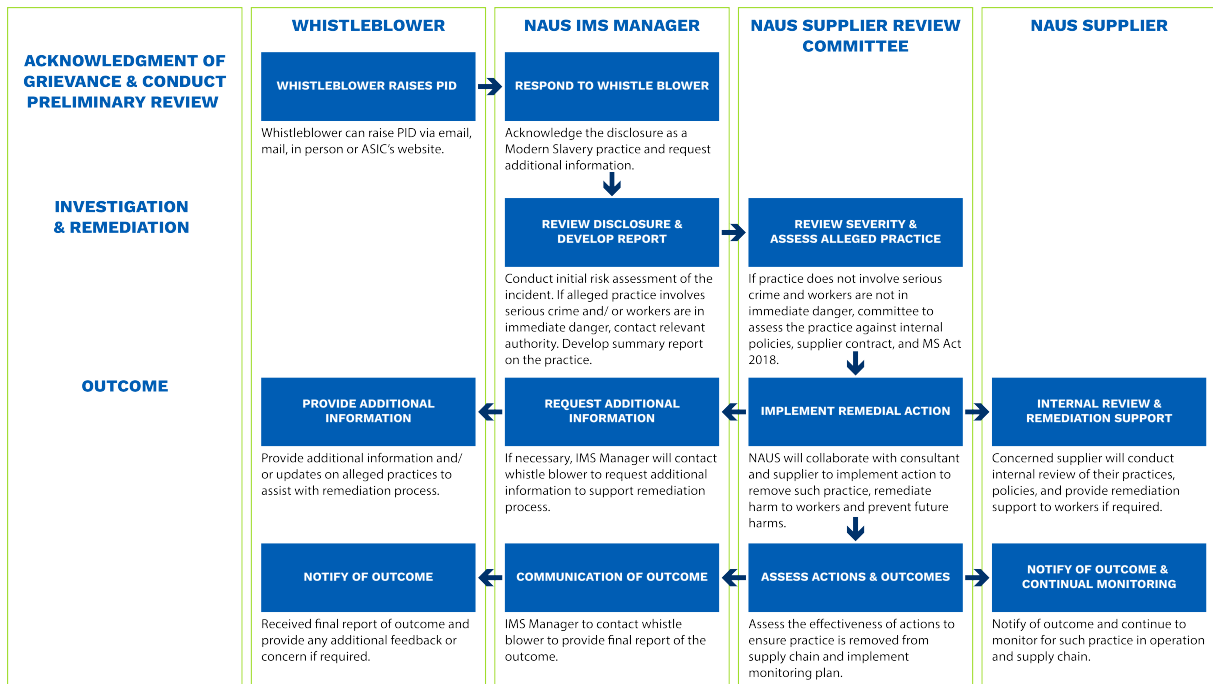 WHISTLEBLOWER
NAUS IMS MANAGER
NAUS SUPPLIER REVIEW
COMMITTEE
NAUS SUPPLIER
ACKNOWLEDGMENT OF
GRIEVANCE & CONDUCT
PRELIMINARY REVIEW
WHISTLEBLOWER RAISES PID
Whistleblower can raise PID via email,
mail, in person or ASIC's website.
RESPOND TO WHISTLE BLOWER
Acknowledge the disclosure as a
Modern Slavery practice and request
additional information.
INVESTIGATION
& REMEDIATION
REVIEW DISCLOSURE &
DEVELOP REPORT
Conduct initial risk assessment of the
incident. If alleged practice involves
serious crime and/ or workers are in
immediate danger, contact relevant
authority. Develop summary report
on the practice.
REVIEW SEVERITY &
ASSESS ALLEGED PRACTICE
If practice does not involve serious
crime and workers are not in
immediate danger, committee to
assess the practice against internal
policies, supplier contract, and MS Act
2018.
OUTCOME
PROVIDE ADDITIONAL
INFORMATION
Provide additional information and/
or updates on alleged practices to
assist with remediation process.
REQUEST ADDITIONAL
INFORMATION
If necessary, IMS Manager will contact
whistle blower to request additional
information to support remediation
process.
IMPLEMENT REMEDIAL ACTION
NAUS will collaborate with consultant
and supplier to implement action to
remove such practice, remediate
harm to workers and prevent future
harms.
INTERNAL REVIEW &
REMEDIATION SUPPORT
Concerned supplier will conduct
internal review of their practices,
policies, and provide remediation
support to workers if required.
NOTIFY OF OUTCOME
Received final report of outcome and
provide any additional feedback or
concern if required.
COMMUNICATION OF OUTCOME
IMS Manager to contact whistle
blower to provide final report of the
outcome.
ASSESS ACTIONS & OUTCOMES
Assess the effectiveness of actions to
ensure practice is removed from
supply chain and implement
monitoring plan.
NOTIFY OF OUTCOME &
CONTINUAL MONITORING
Notify of outcome and continue to
monitor for such practice in operation
and supply chain.